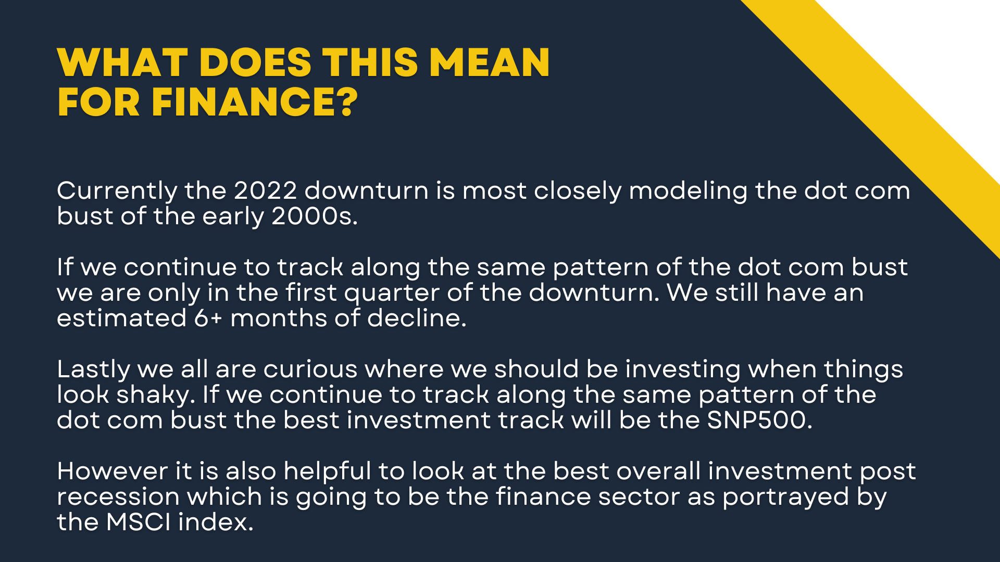 WHAT DOES THIS MEAN
FOR FINANCE?
Currently the 2022 downturn is most closely modeling the dot com
bust of the early 2000s.
If we continue to track along the same pattern of the dot com bust
we are only in the first quarter of the downturn. We still have an
estimated 6+ months of decline.
Lastly we all are curious where we should be investing when things
look shaky. If we continue to track along the same pattern of the
dot com bust the best investment track will be the SNP500.
However it is also helpful to look at the best overall investment post
recession which is going to be the finance sector as portrayed by
the MSCI index.